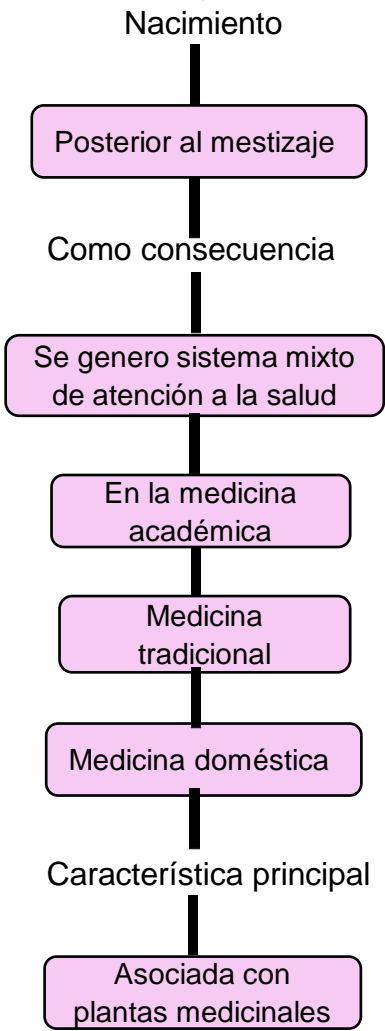 Nacimiento
Posterior al mestizaje
Como consecuencia
Se genero sistema mixto
de atención a la salud
En la medicina
académica
Medicina
tradicional
Medicina doméstica
Característica principal
Asociada con
plantas medicinales